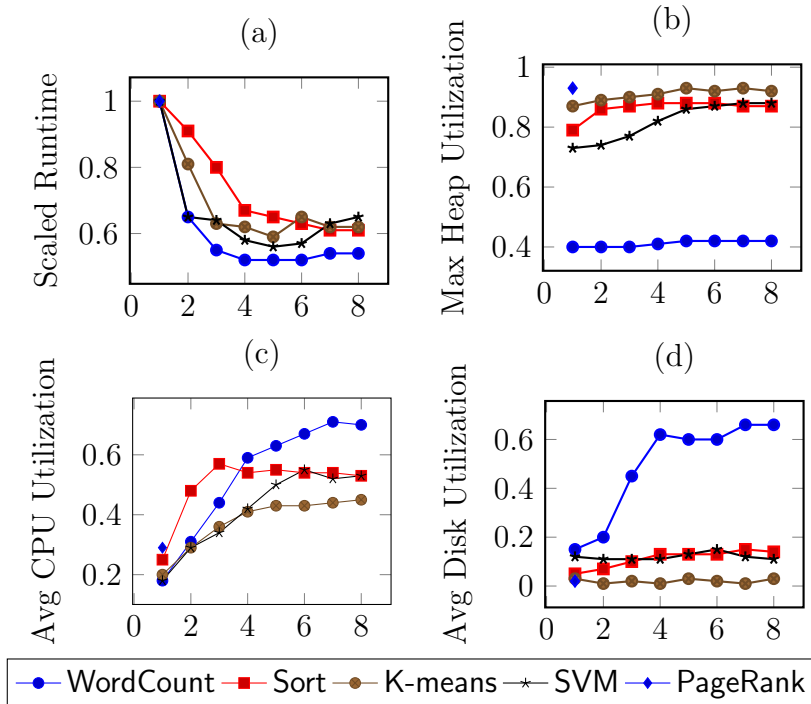 (a)
Scaled Runtime
1
0.8
0.6
0 2 4 6 8
(b)
Max Heap Utilization
1
0.8
0.6
0.4
0 2 4 6 8
(c)
Avg CPU Utilization
0.6
0.4
0.2
0 2 4 6 8
(d)
Avg Disk Utilization
0.6
0.4
0.2
0
0 2 4 6 8
WordCount Sort K-means SVM PageRank